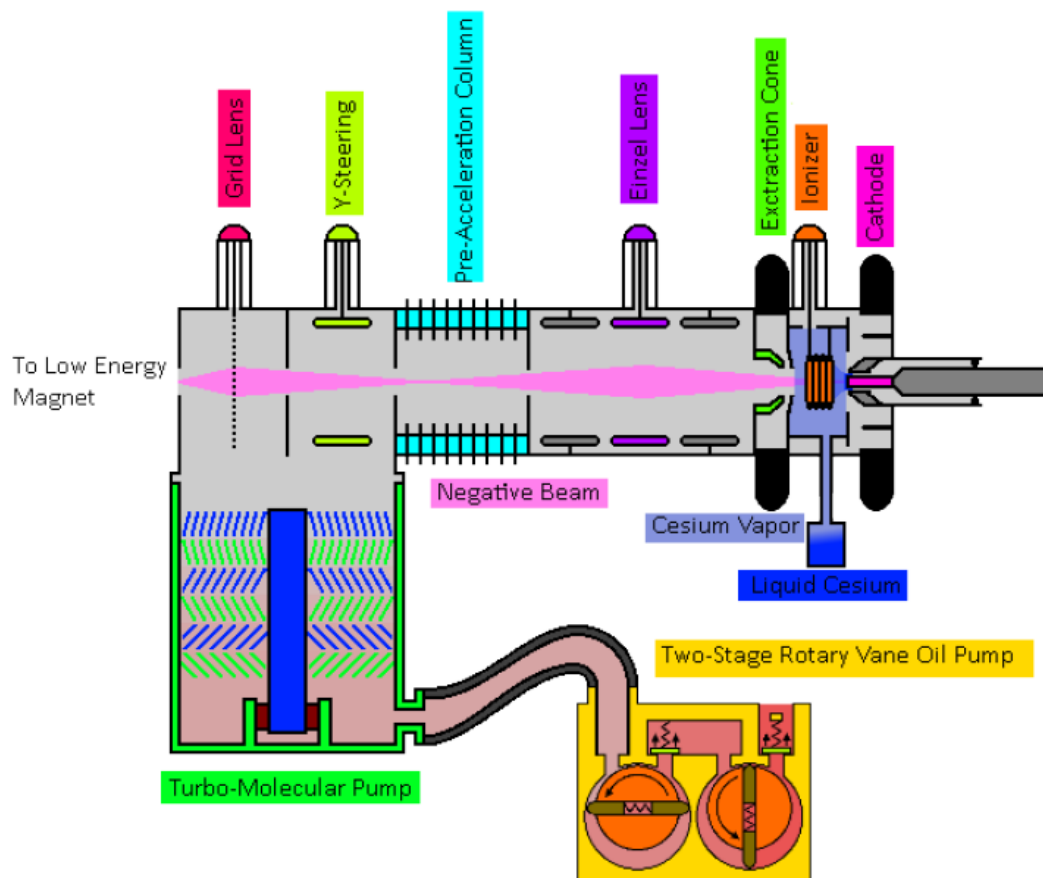 Grid Lens
Y-Steering
Pre-Acceleration Column
Einzel Lens
Exctraction Cone
Ionizer
Cathode
To Low Energy
Magnet
Negative Beam
Cesium Vapor
Liquid Cesium
Two-Stage Rotary Vane Oil Pump
Turbo-Molecular Pump